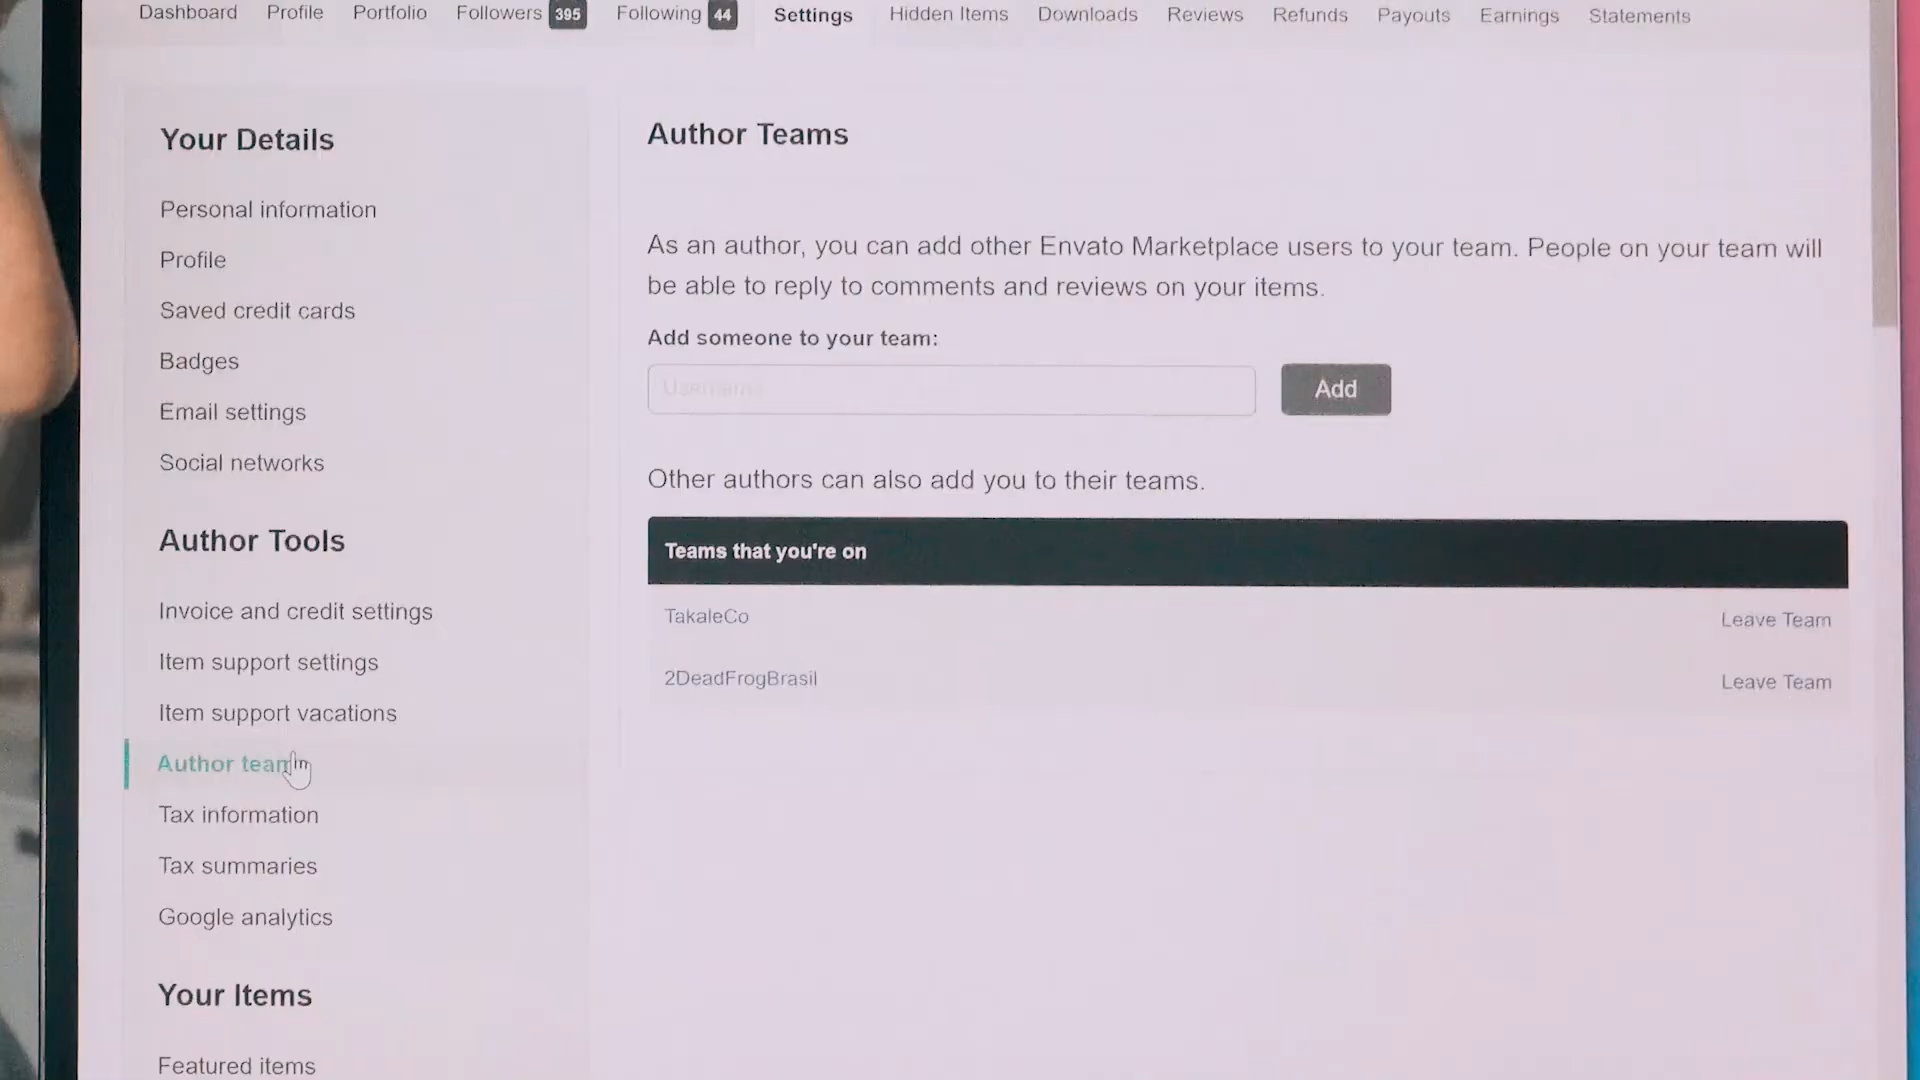 Dashboard Profile Portfolio Followers 395 Following 44 Settings Hidden Items Downloads Reviews Refunds Payouts Earnings Statements
Your Details
Personal information
Profile
Saved credit cards
Badges
Email settings
Social networks
Author Tools
Invoice and credit settings
Item support settings
Item support vacations
Author team
Tax information
Tax summaries
Google analytics
Your Items
Featured items
Author Teams
As an author, you can add other Envato Marketplace users to your team. People on your team will
be able to reply to comments and reviews on your items.
Add someone to your team:
Username
Add
Other authors can also add you to their teams.
Teams that you're on
TakaleCo Leave Team
2DeadFrogBrasil Leave Team